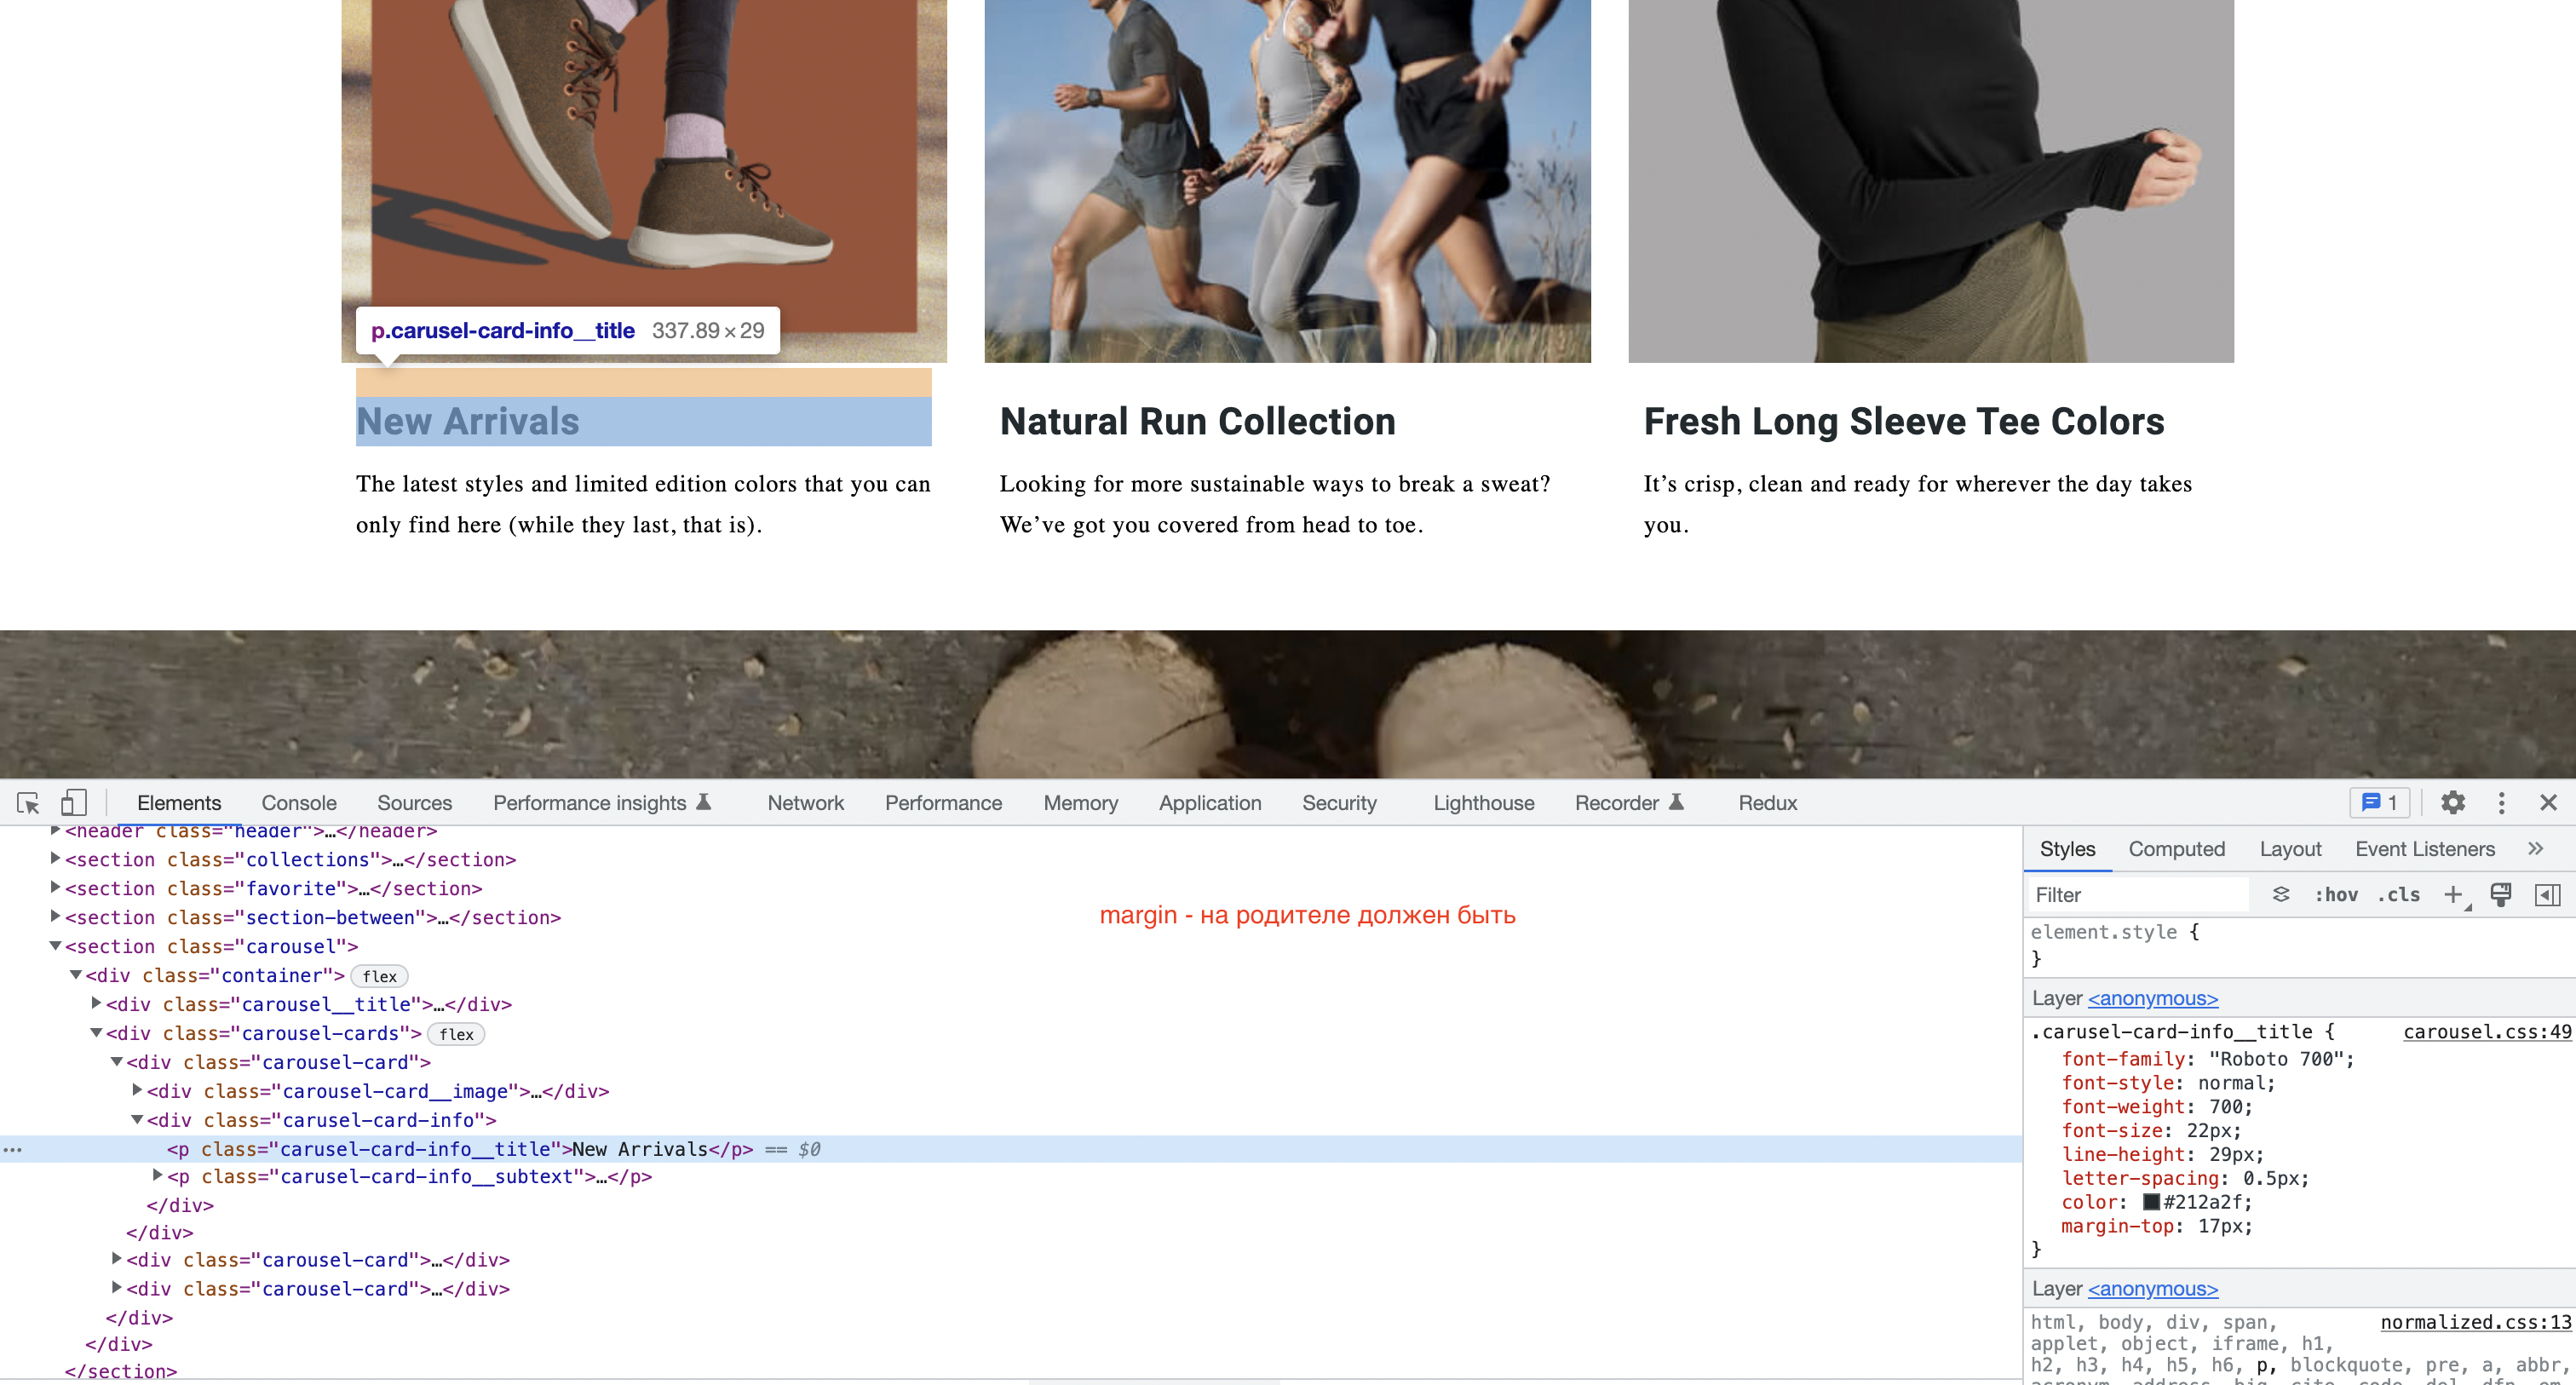 p.carusel-card-info__title 337.89 × 29
New Arrivals
The latest styles and limited edition colors that you can
only find here (while they last, that is).
Natural Run Collection
Looking for more sustainable ways to break a sweat?
We’ve got you covered from head to toe.
Fresh Long Sleeve Tee Colors
It’s crisp, clean and ready for wherever the day takes
you.
Elements Console Sources Performance insights Network Performance Memory Application Security Lighthouse Recorder Redux 1
<header class="header">…</header>
<section class="collections">…</section>
<section class="favorite">…</section>
<section class="section-between">…</section>
<section class="carousel">
<div class="container"> flex
<div class="carousel__title">…</div>
<div class="carousel-cards"> flex
<div class="carousel-card">
<div class="carousel-card__image">…</div>
<div class="carusel-card-info">
<p class="carusel-card-info__title">New Arrivals</p> == $0
<p class="carusel-card-info__subtext">…</p>
</div>
</div>
<div class="carousel-card">…</div>
<div class="carousel-card">…</div>
</div>
</div>
</section>
margin - на родителе должен быть
Styles Computed Layout Event Listeners
Filter :hov .cls
element.style {
}
Layer <anonymous>
.carusel-card-info__title { carousel.css:49
font-family: "Roboto 700";
font-style: normal;
font-weight: 700;
font-size: 22px;
line-height: 29px;
letter-spacing: 0.5px;
color: #212a2f;
margin-top: 17px;
}
Layer <anonymous>
html, body, div, span, normalized.css:13
applet, object, iframe, h1,
h2, h3, h4, h5, h6, p, blockquote, pre, a, abbr,
acronym, address, big, cite, code, del, dfn, em,